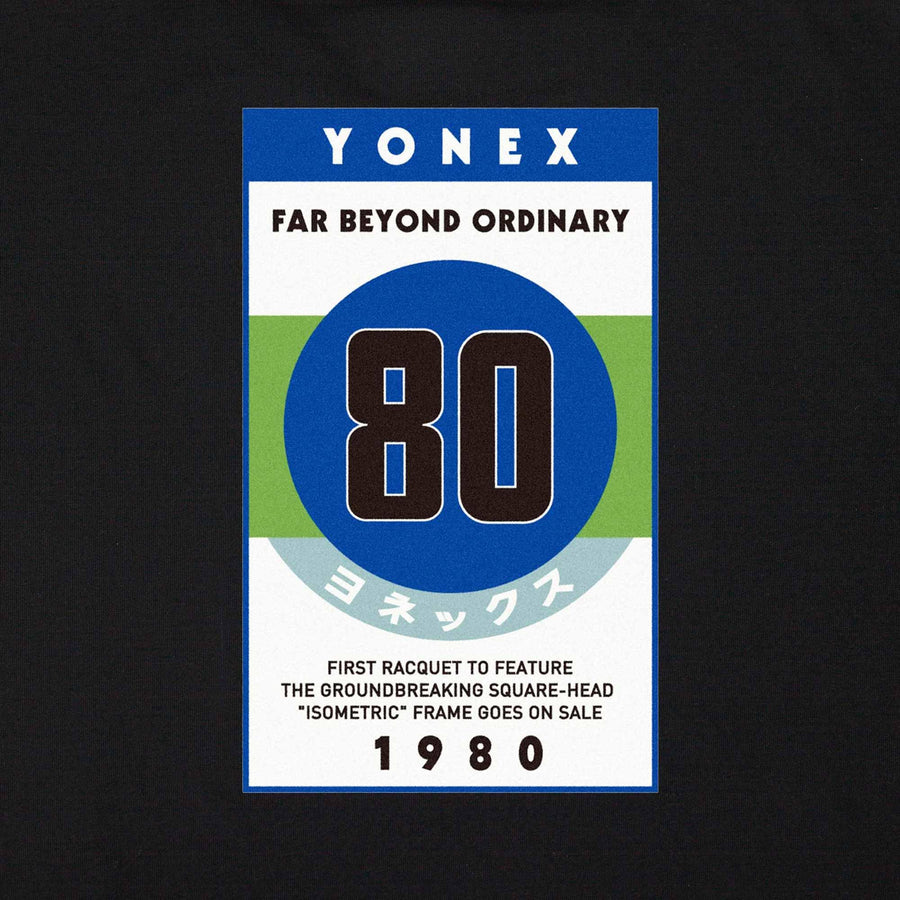 YONEX
FAR BEYOND ORDINARY
80
ヨネックス
FIRST RACQUET TO FEATURE
THE GROUNDBREAKING SQUARE-HEAD
"ISOMETRIC" FRAME GOES ON SALE
1980